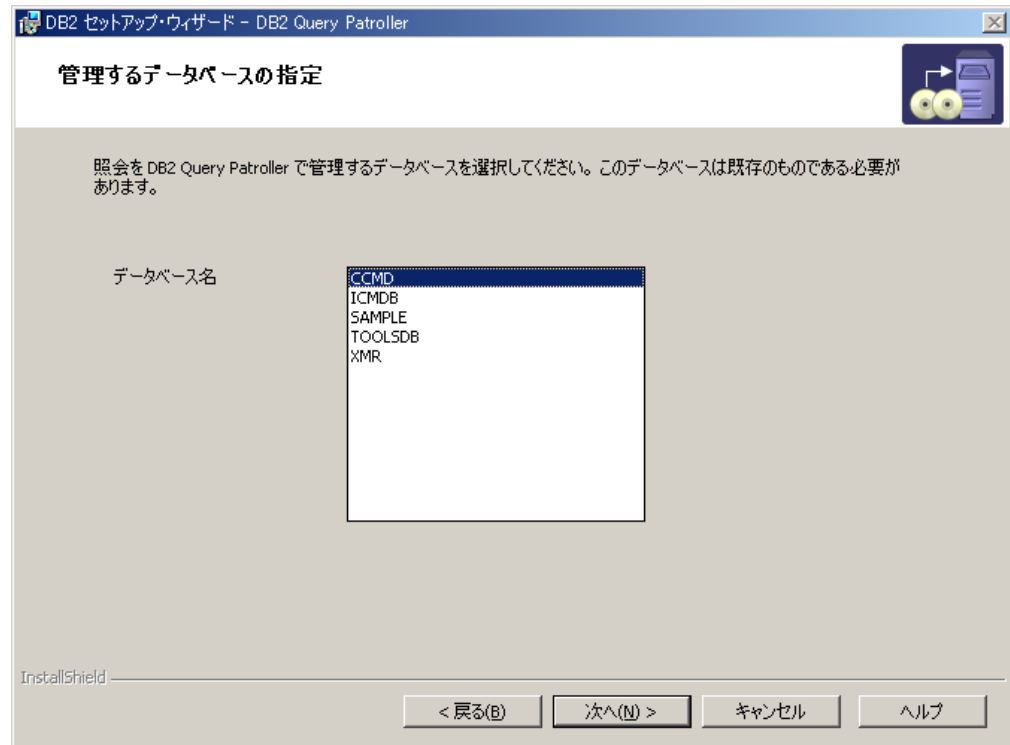 DB2 セットアップ・ウィザード - DB2 Query Patroller
管理するデータベースの指定
照会を DB2 Query Patroller で管理するデータベースを選択してください。このデータベースは既存のものである必要が
あります。
データベース名
CCMD
ICMDB
SAMPLE
TOOLSDB
XMR
InstallShield
< 戻る(B)
次へ(N) >
キャンセル
ヘルプ